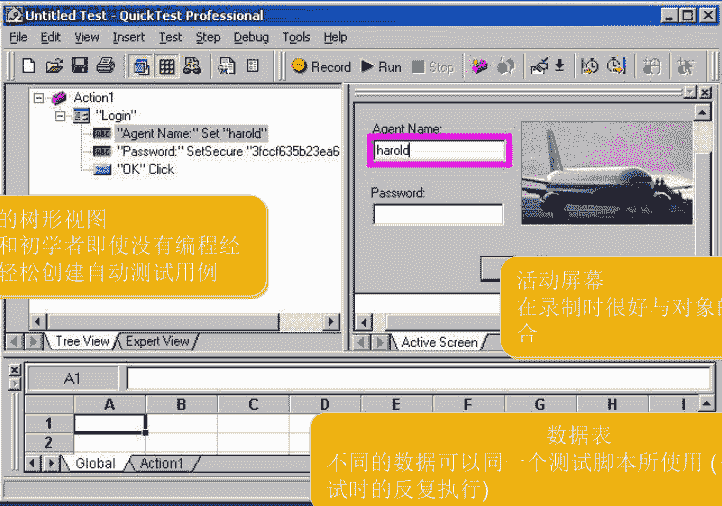 Untitled Test - QuickTest Professional
File Edit View Insert Test Step Debug Tools Help
Record Run Stop
Action1
"Login"
"Agent Name:" Set "harold"
"Password:" SetSecure "3fccf635b23ea6
"OK" Click
的树形视图
和初学者即使没有编程经
轻松创建自动测试用例
Tree View Expert View
Agent Name:
harold
Password:
活动屏幕
在录制时很好与对象的
合
Active Screen
A1
A B C D E F G H I
1
2
Global Action1
数据表
不同的数据可以同一个测试脚本所使用 (
试时的反复执行)